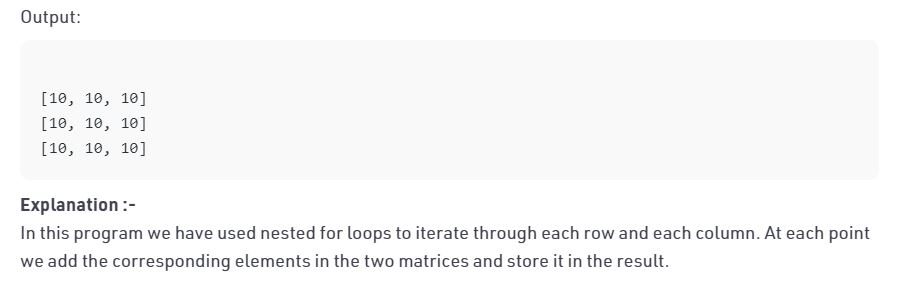 Output:
[10, 10, 10]
[10, 10, 10]
[10, 10, 10]
Explanation :-
In this program we have used nested for loops to iterate through each row and each column. At each point
we add the corresponding elements in the two matrices and store it in the result.